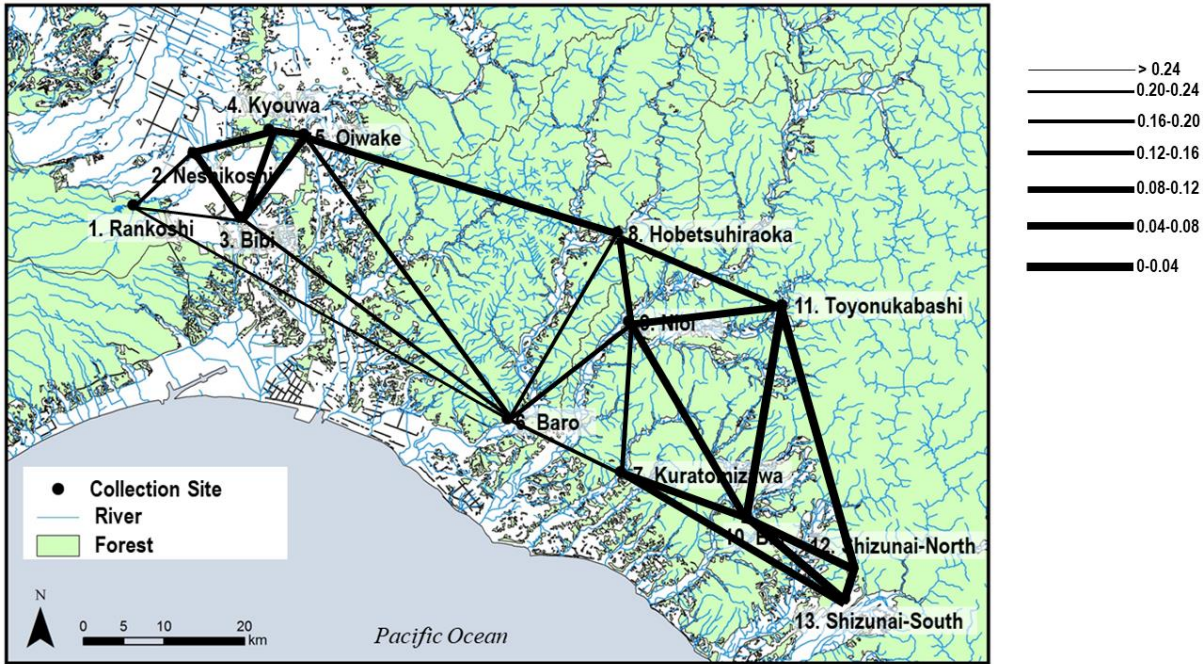 4. Kyouwa
5. Oiwake
2. Neshikoshi
1. Rankoshi
3. Bibi
8. Hobetsuhiraoka
9. Nioi
11. Toyonukabashi
6. Baro
7. Kuratomizawa
10.
12. Shizunai-North
13. Shizunai-South
Collection Site
River
Forest
N
0 5 10 20
km
Pacific Ocean
> 0.24
0.20-0.24
0.16-0.20
0.12-0.16
0.08-0.12
0.04-0.08
0-0.04